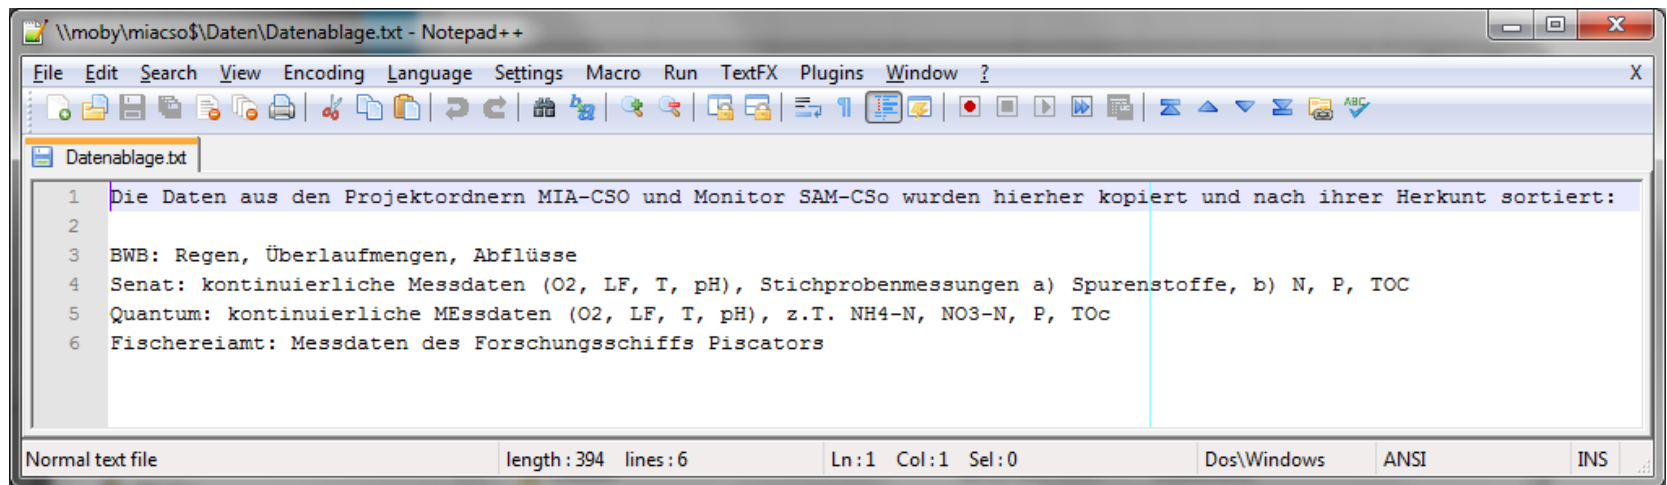 \\moby\miacso$\Daten\Datenablage.txt - Notepad++
File Edit Search View Encoding Language Settings Macro Run TextFX Plugins Window ? X
ABC
Datenablage.txt
1 Die Daten aus den Projektordnern MIA-CSO und Monitor SAM-CSo wurden hierher kopiert und nach ihrer Herkunt sortiert:
2
3 BWB: Regen, Überlaufmengen, Abflüsse
4 Senat: kontinuierliche Messdaten (O2, LF, T, pH), Stichprobenmessungen a) Spurenstoffe, b) N, P, TOC
5 Quantum: kontinuierliche MEssdaten (O2, LF, T, pH), z.T. NH4-N, NO3-N, P, TOc
6 Fischereiamt: Messdaten des Forschungsschiffs Piscators
Normal text file length : 394 lines : 6 Ln : 1 Col : 1 Sel : 0 Dos\Windows ANSI INS